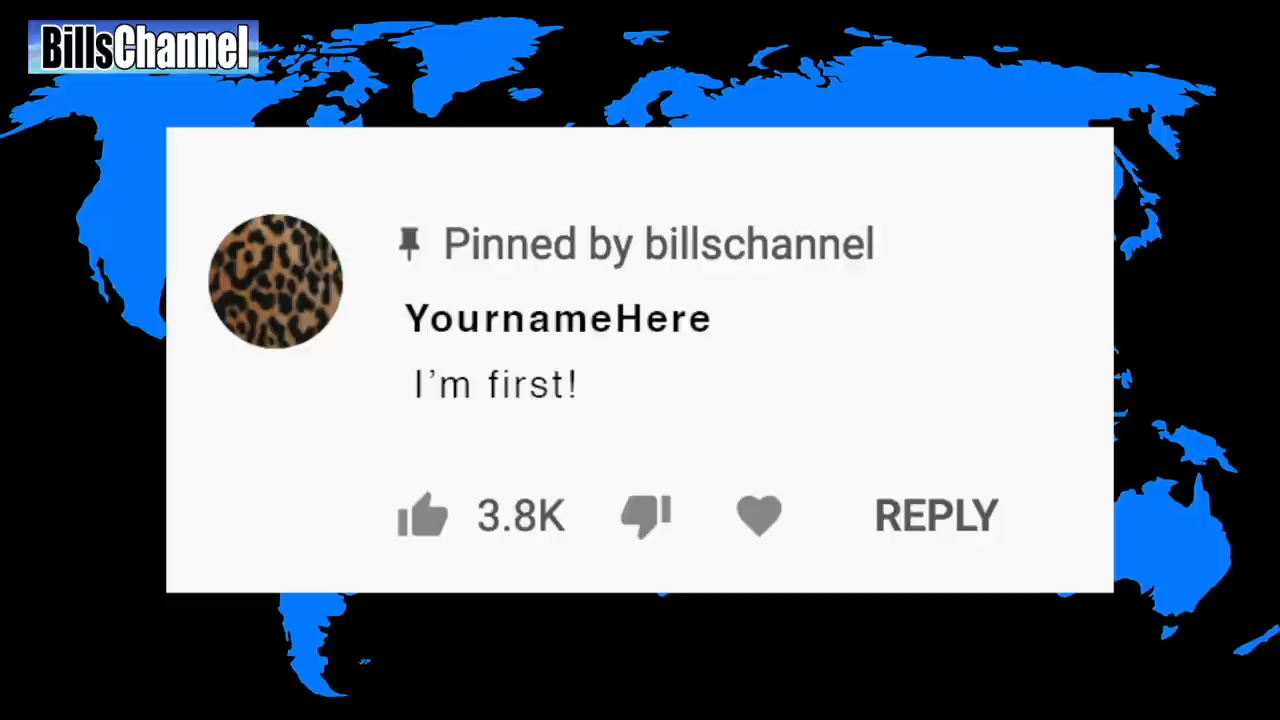 BillsChannel
Pinned by billschannel
YournameHere
I'm first!
3.8K REPLY